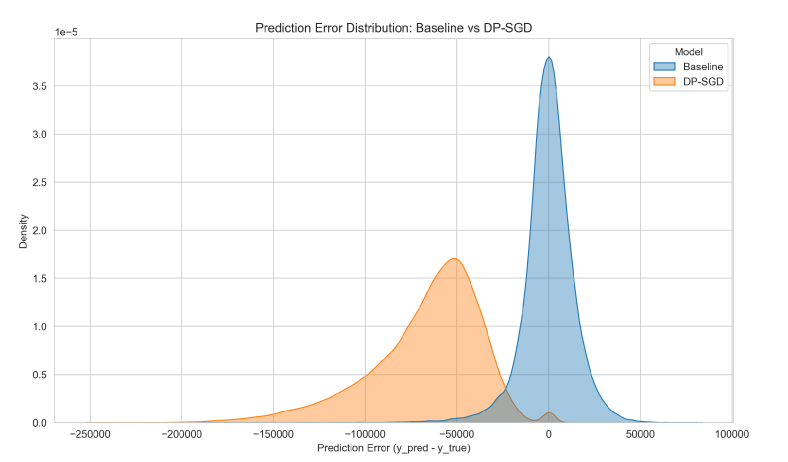 Prediction Error Distribution: Baseline vs DP-SGD
1e−5
Model
Baseline
DP-SGD
3.5
3.0
2.5
2.0
1.5
1.0
0.5
0.0
Density
−250000 −200000 −150000 −100000 −50000 0 50000 100000
Prediction Error (y_pred - y_true)